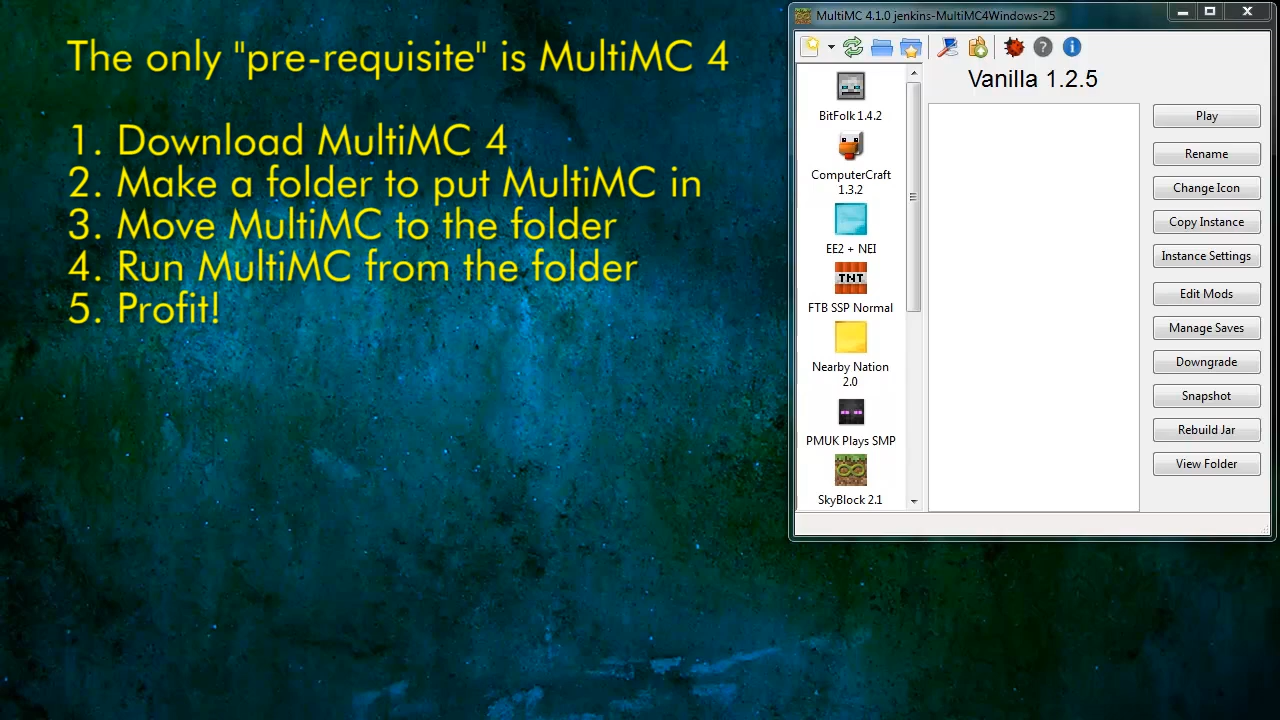 The only "pre-requisite" is MultiMC 4
1. Download MultiMC 4
2. Make a folder to put MultiMC in
3. Move MultiMC to the folder
4. Run MultiMC from the folder
5. Profit!
MultiMC 4.1.0 jenkins-MultiMC4Windows-25
Vanilla 1.2.5
BitFolk 1.4.2
ComputerCraft
1.3.2
EE2 + NEI
TNT
FTB SSP Normal
Nearby Nation
2.0
PMUK Plays SMP
SkyBlock 2.1
Play
Rename
Change Icon
Copy Instance
Instance Settings
Edit Mods
Manage Saves
Downgrade
Snapshot
Rebuild Jar
View Folder